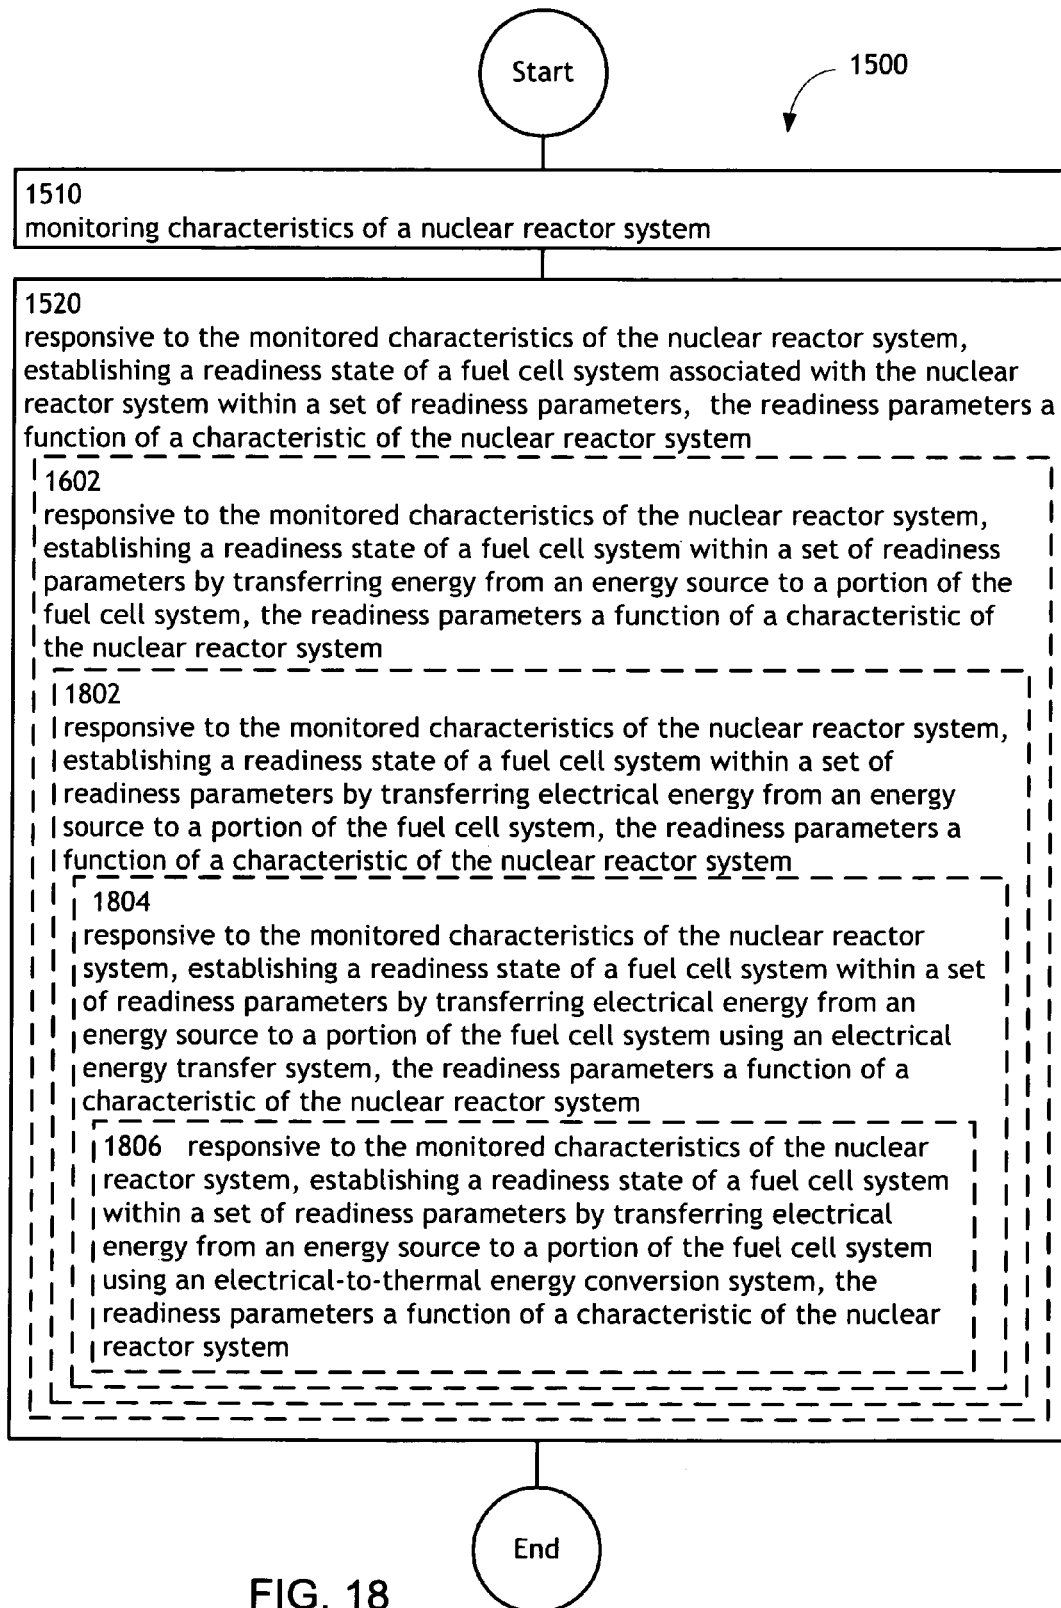 Start
1500
1510
monitoring characteristics of a nuclear reactor system
1520
responsive to the monitored characteristics of the nuclear reactor system,
establishing a readiness state of a fuel cell system associated with the nuclear
reactor system within a set of readiness parameters, the readiness parameters a
function of a characteristic of the nuclear reactor system
1602
responsive to the monitored characteristics of the nuclear reactor system,
establishing a readiness state of a fuel cell system within a set of readiness
parameters by transferring energy from an energy source to a portion of the
fuel cell system, the readiness parameters a function of a characteristic of
the nuclear reactor system
1802
responsive to the monitored characteristics of the nuclear reactor system,
establishing a readiness state of a fuel cell system within a set of
readiness parameters by transferring electrical energy from an energy
source to a portion of the fuel cell system, the readiness parameters a
function of a characteristic of the nuclear reactor system
1804
responsive to the monitored characteristics of the nuclear reactor
system, establishing a readiness state of a fuel cell system within a set
of readiness parameters by transferring electrical energy from an
energy source to a portion of the fuel cell system using an electrical
energy transfer system, the readiness parameters a function of a
characteristic of the nuclear reactor system
1806 responsive to the monitored characteristics of the nuclear
reactor system, establishing a readiness state of a fuel cell system
within a set of readiness parameters by transferring electrical
energy from an energy source to a portion of the fuel cell system
using an electrical-to-thermal energy conversion system, the
readiness parameters a function of a characteristic of the nuclear
reactor system
End
FIG. 18